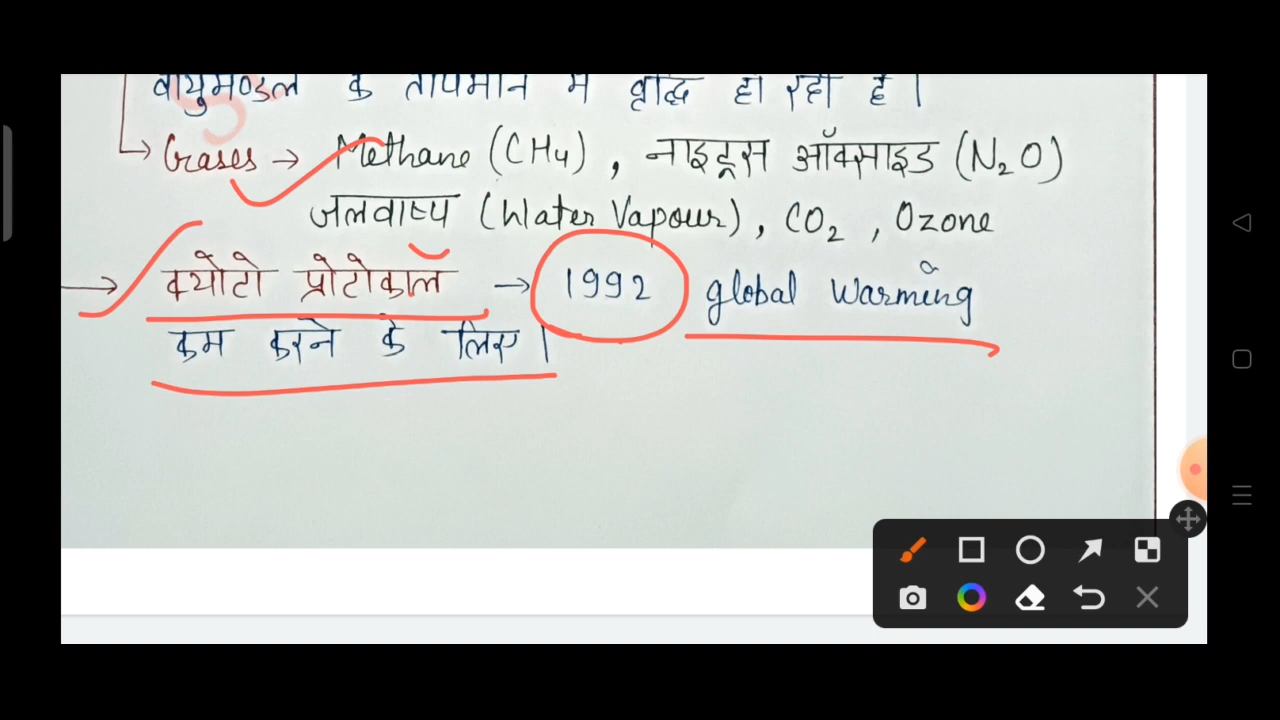 वायुमण्डल के तापमान में वृद्धि हो रही है ।
Gases → Methane (CH4) , नाइट्रस ऑक्साइड (N2O)
जलवाष्प (Water Vapour) , CO2 , Ozone
→ क्योटो प्रोटोकॉल → 1992 global warming
कम करने के लिए ।